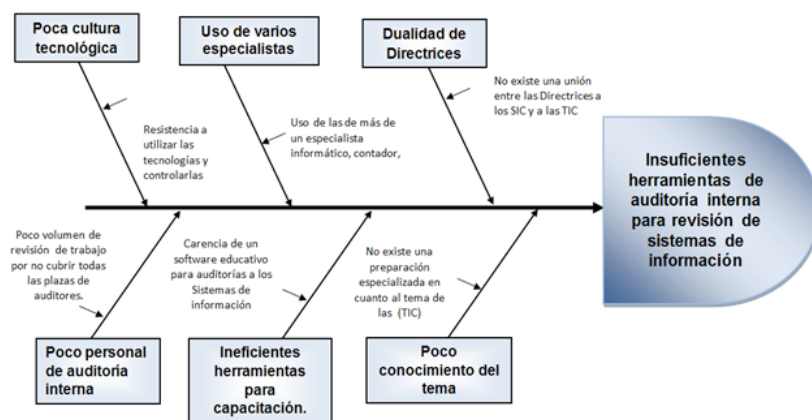 Poca cultura
tecnológica
Uso de varios
especialistas
Dualidad de
Directrices
Resistencia a
utilizar las
tecnologías y
controlarlas
Uso de las de más de
un especialista
informático, contador,
No existe una unión
entre las Directrices a
los SIC y a las TIC
Insuficientes
herramientas de
auditoría interna
para revisión de
sistemas de
información
Poco volumen de
revisión de trabajo
por no cubrir todas
las plazas de
auditores.
Carencia de un
software educativo
para auditorías a los
Sistemas de
información
No existe una
preparación
especializada en
cuanto al tema de
las (TIC)
Poco personal
de auditoría
interna
Ineficientes
herramientas
para
capacitación.
Poco
conocimiento del
tema